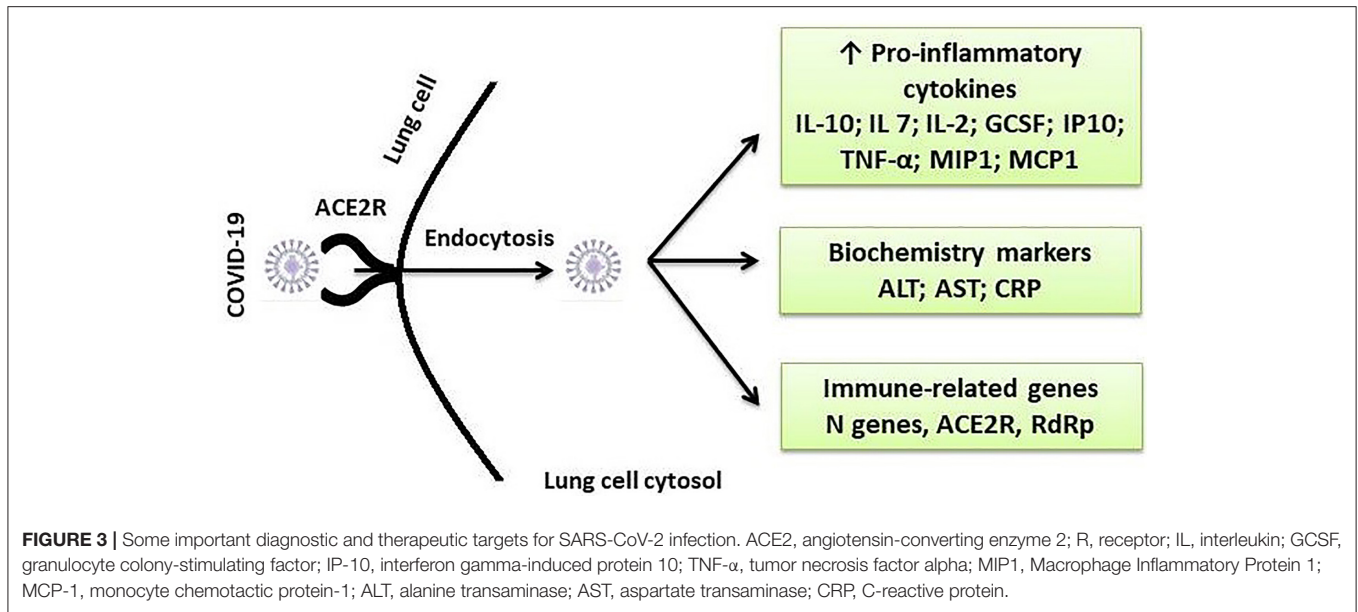 ↑ Pro-inflammatory
cytokines
IL-10; IL 7; IL-2; GCSF; IP10;
TNF-α; MIP1; MCP1
Lung cell
ACE2R
COVID-19
Endocytosis
Biochemistry markers
ALT; AST; CRP
Immune-related genes
N genes, ACE2R, RdRp
Lung cell cytosol
FIGURE 3 | Some important diagnostic and therapeutic targets for SARS-CoV-2 infection. ACE2, angiotensin-converting enzyme 2; R, receptor; IL, interleukin; GCSF,
granulocyte colony-stimulating factor; IP-10, interferon gamma-induced protein 10; TNF-α, tumor necrosis factor alpha; MIP1, Macrophage Inflammatory Protein 1;
MCP-1, monocyte chemotactic protein-1; ALT, alanine transaminase; AST, aspartate transaminase; CRP, C-reactive protein.